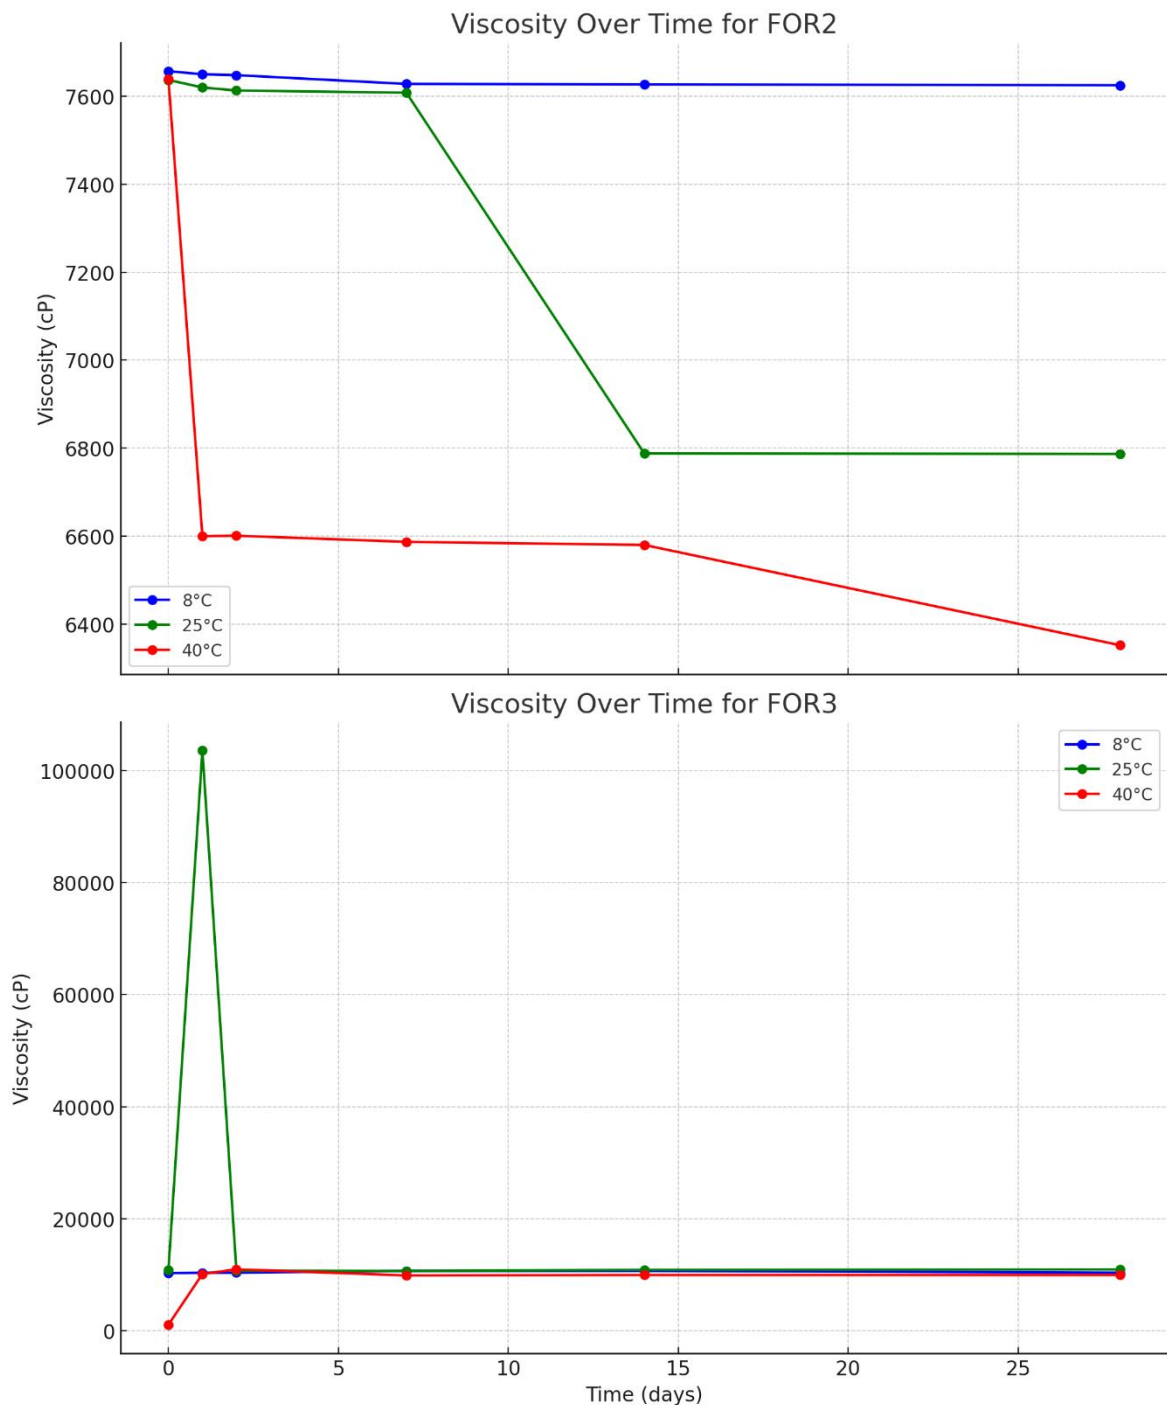 Viscosity Over Time for FOR2
Viscosity (cP)
7600
7400
7200
7000
6800
6600
6400
8°C
25°C
40°C
Viscosity Over Time for FOR3
Viscosity (cP)
100000
80000
60000
40000
20000
0
8°C
25°C
40°C
0 5 10 15 20 25
Time (days)